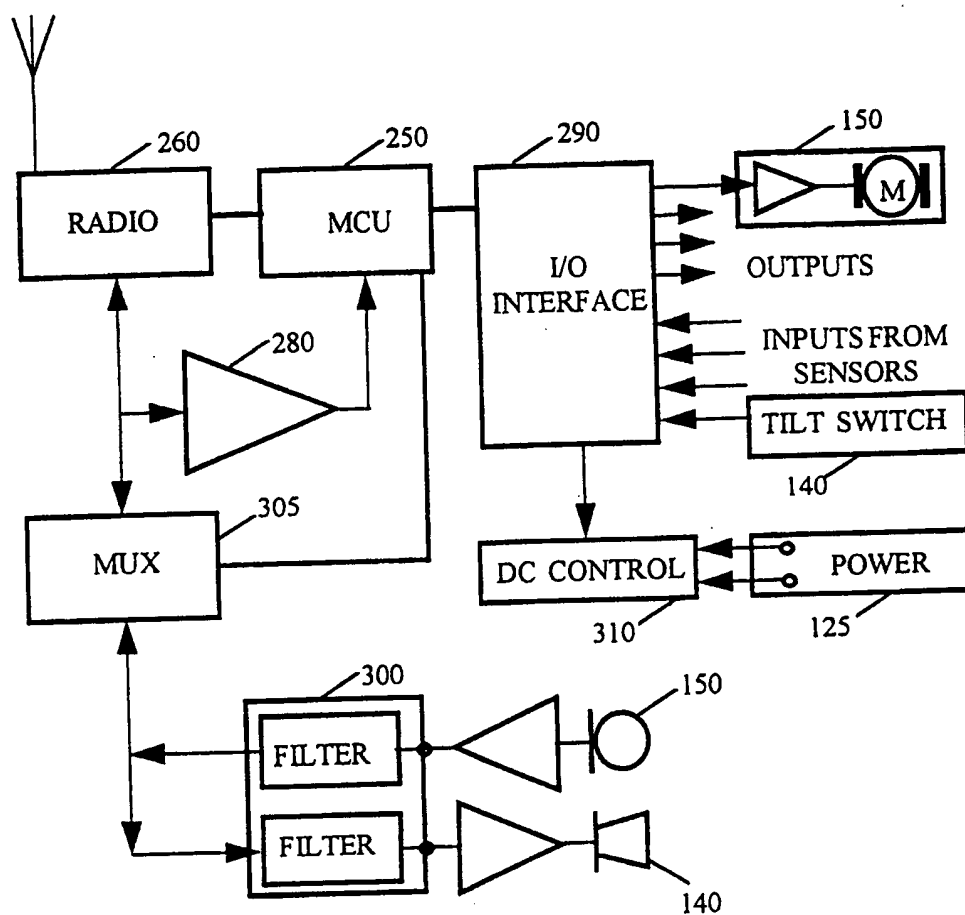 260
250
290
150
RADIO
MCU
M
I/O
INTERFACE
OUTPUTS
280
INPUTS FROM
SENSORS
TILT SWITCH
140
305
MUX
DC CONTROL
POWER
310
125
300
150
FILTER
FILTER
140